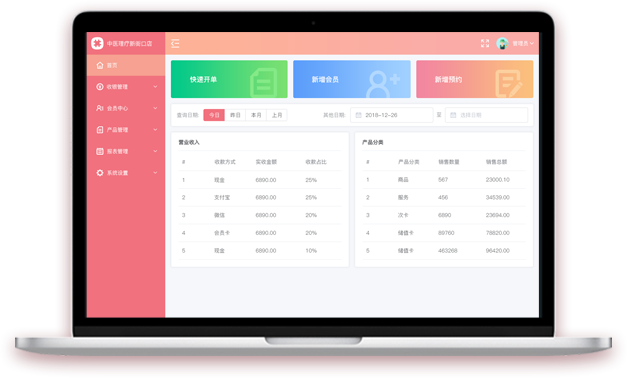 中医理疗新街口店
管理员
首页
收银管理
会员中心
产品管理
报表管理
系统设置
快速开单
新增会员
新增预约
查询日期: 今日 昨日 本月 上月 其他日期: 2018-12-26 至 选择日期
营业收入
# 收款方式 实收金额 收款占比
1 现金 6890.00 25%
2 支付宝 6890.00 25%
3 微信 6890.00 20%
4 会员卡 6890.00 20%
5 现金 6890.00 10%
产品分类
# 产品分类 销售数量 销售总额
1 商品 567 23000.10
2 服务 456 34539.00
3 次卡 6890 23694.00
4 储值卡 89760 78820.00
5 储值卡 463268 96420.00